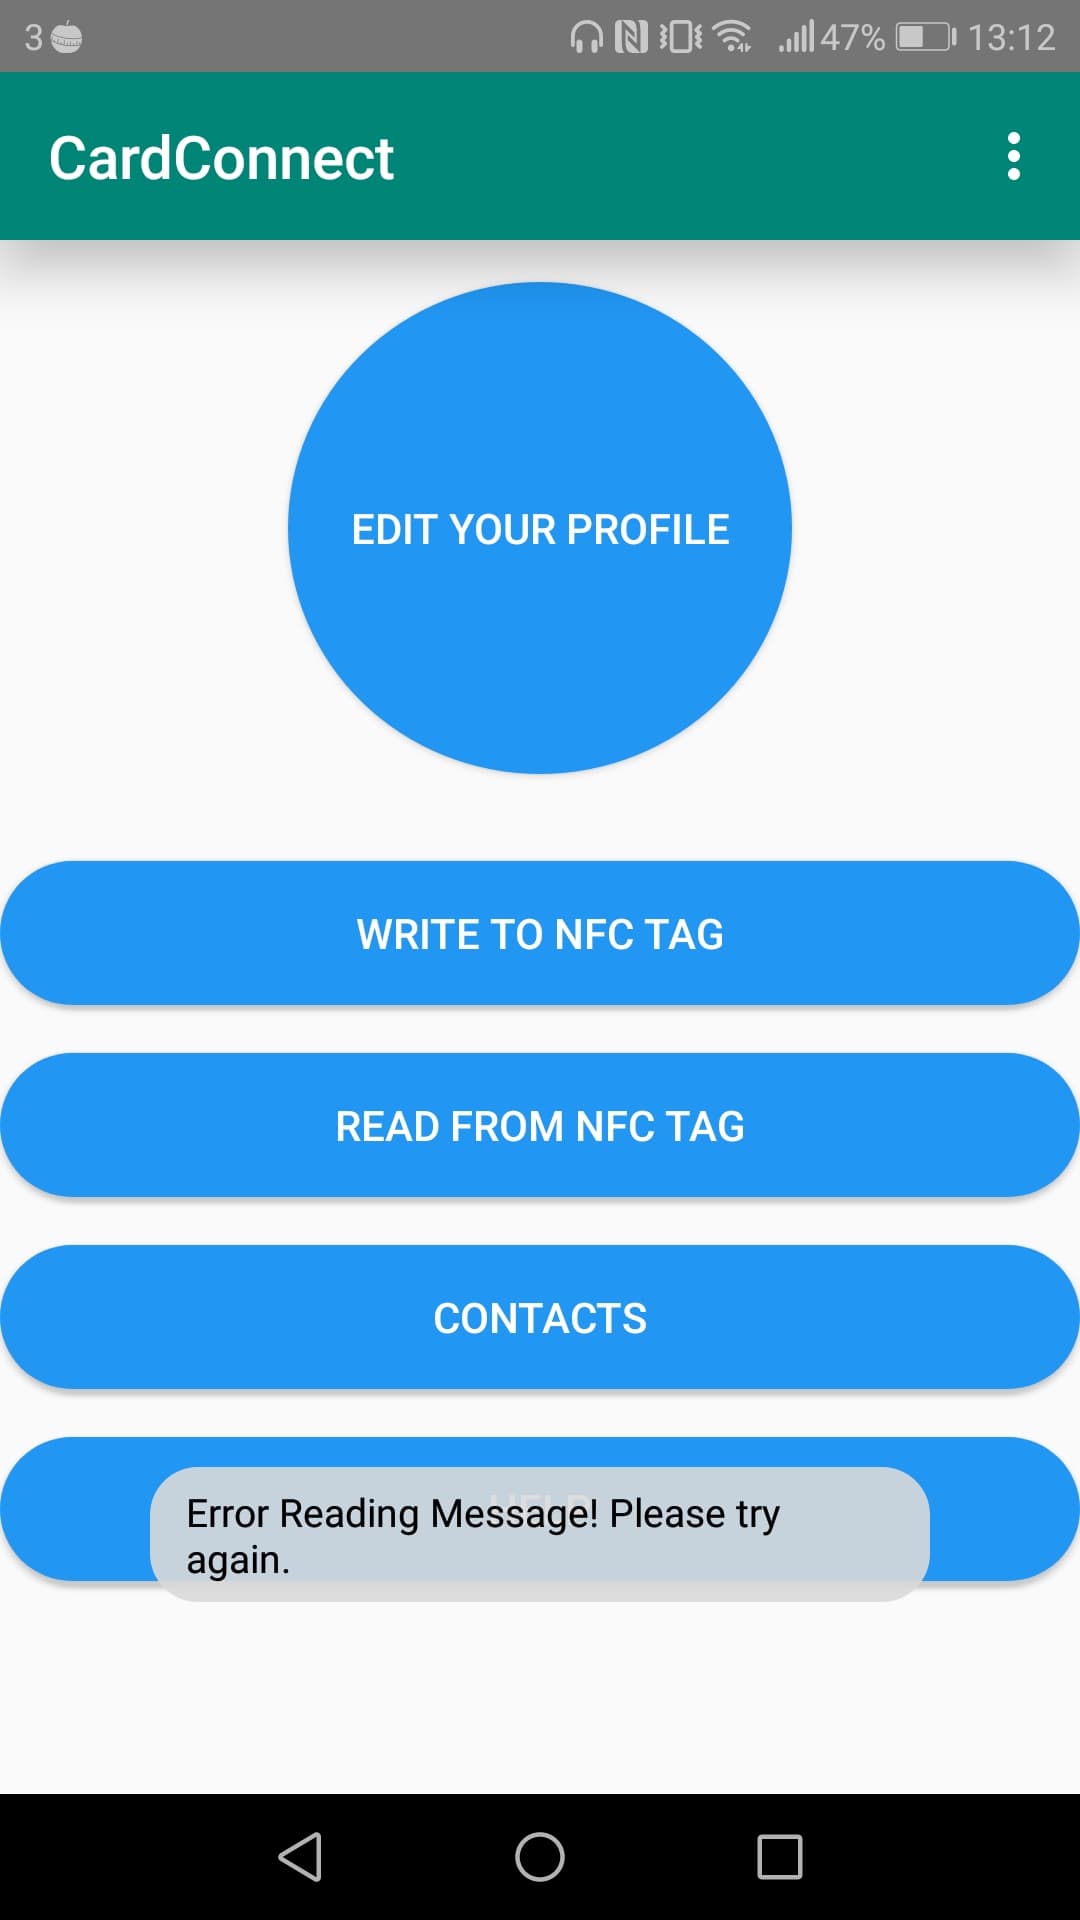 3 47% 13:12
CardConnect
EDIT YOUR PROFILE
WRITE TO NFC TAG
READ FROM NFC TAG
CONTACTS
HELP
Error Reading Message! Please try
again.